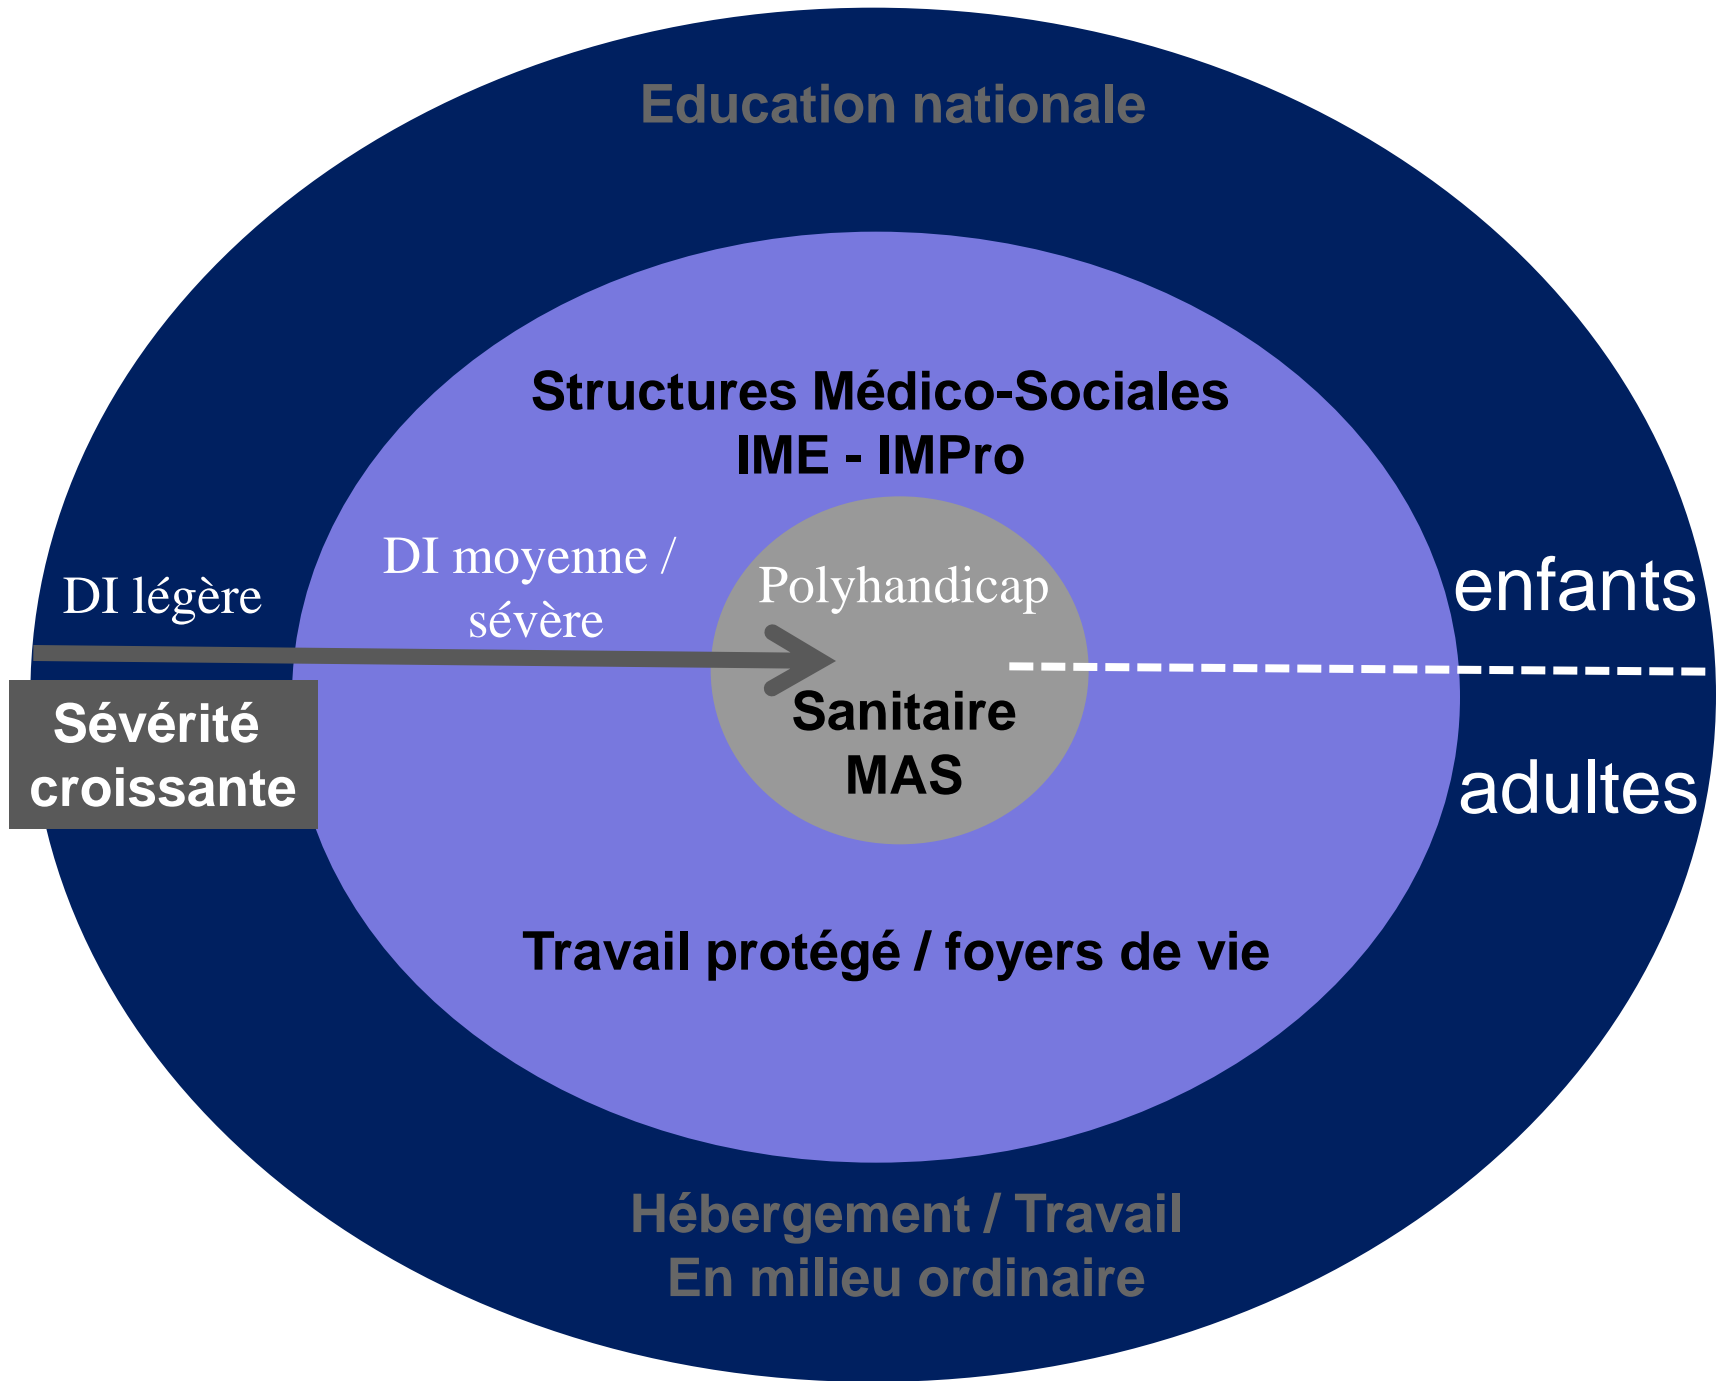 Education nationale
Structures Médico-Sociales
IME - IMPro
DI légère
DI moyenne /
sévère
Polyhandicap
enfants
Sévérité
croissante
Sanitaire
MAS
adultes
Travail protégé / foyers de vie
Hébergement / Travail
En milieu ordinaire